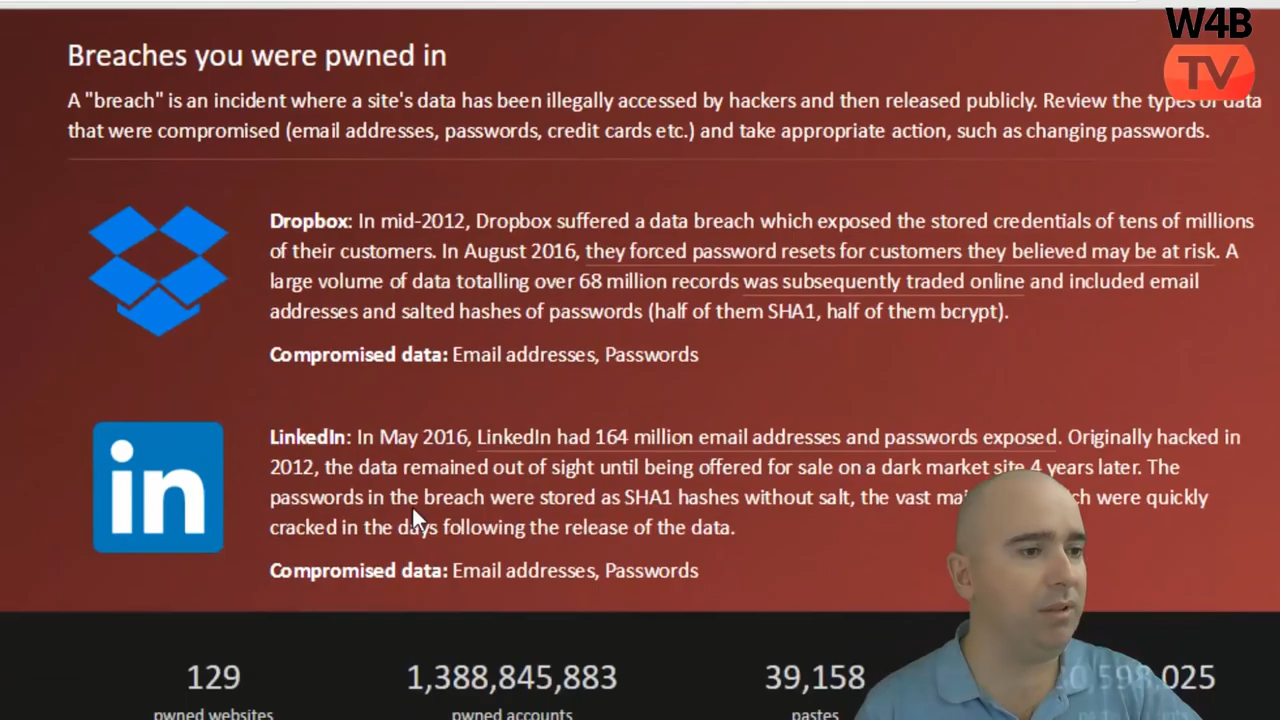 W4B
TV
Breaches you were pwned in
A "breach" is an incident where a site's data has been illegally accessed by hackers and then released publicly. Review the types of data
that were compromised (email addresses, passwords, credit cards etc.) and take appropriate action, such as changing passwords.
Dropbox: In mid-2012, Dropbox suffered a data breach which exposed the stored credentials of tens of millions
of their customers. In August 2016, they forced password resets for customers they believed may be at risk. A
large volume of data totalling over 68 million records was subsequently traded online and included email
addresses and salted hashes of passwords (half of them SHA1, half of them bcrypt).
Compromised data: Email addresses, Passwords
in
LinkedIn: In May 2016, LinkedIn had 164 million email addresses and passwords exposed. Originally hacked in
2012, the data remained out of sight until being offered for sale on a dark market site 4 years later. The
passwords in the breach were stored as SHA1 hashes without salt, the vast were quickly
cracked in the days following the release of the data.
Compromised data: Email addresses, Passwords
129 1,388,845,883 39,158
pwned websites pwned accounts pastes